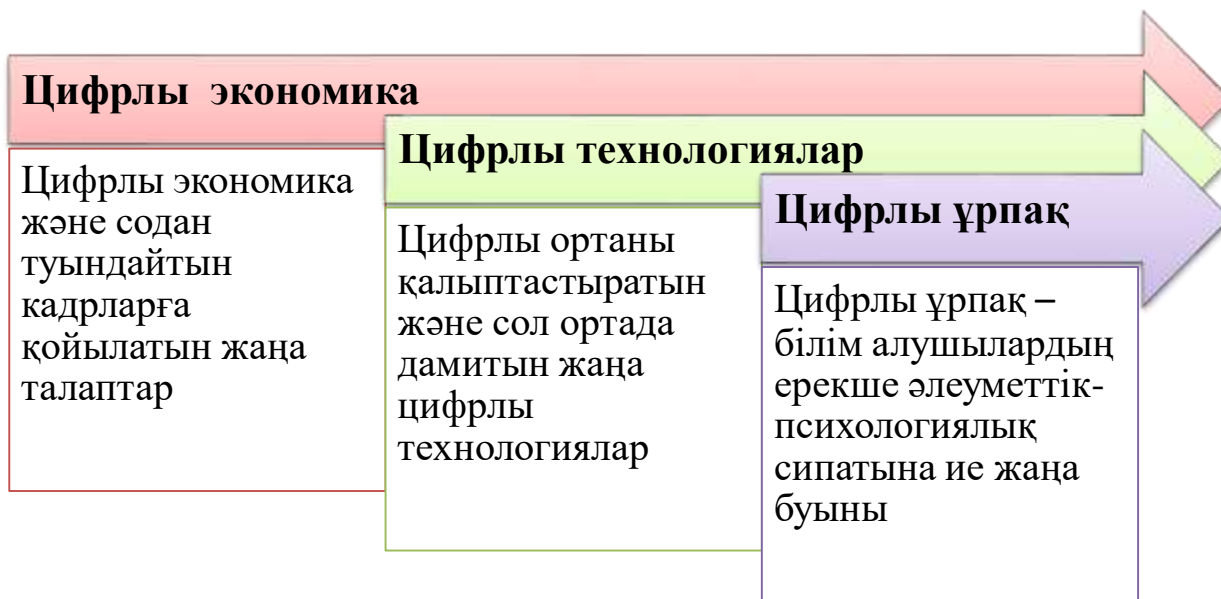 Цифрлы экономика
Цифрлы экономика
және содан
туындайтын
кадрларға
қойылатын жаңа
талаптар
Цифрлы технологиялар
Цифрлы ортаны
қалыптастыратын
және сол ортада
дамитын жаңа
цифрлы
технологиялар
Цифрлы ұрпақ
Цифрлы ұрпақ –
білім алушылардың
ерекше әлеуметтік-
психологиялық
сипатына ие жаңа
буыны